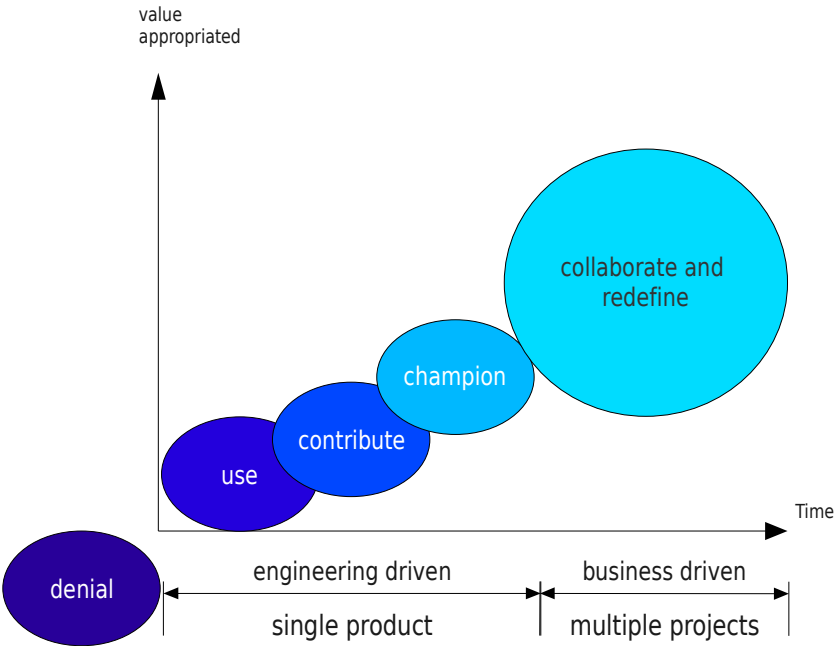 value
appropriated
collaborate and
redefine
champion
contribute
use
Time
denial
engineering driven
business driven
single product
multiple projects